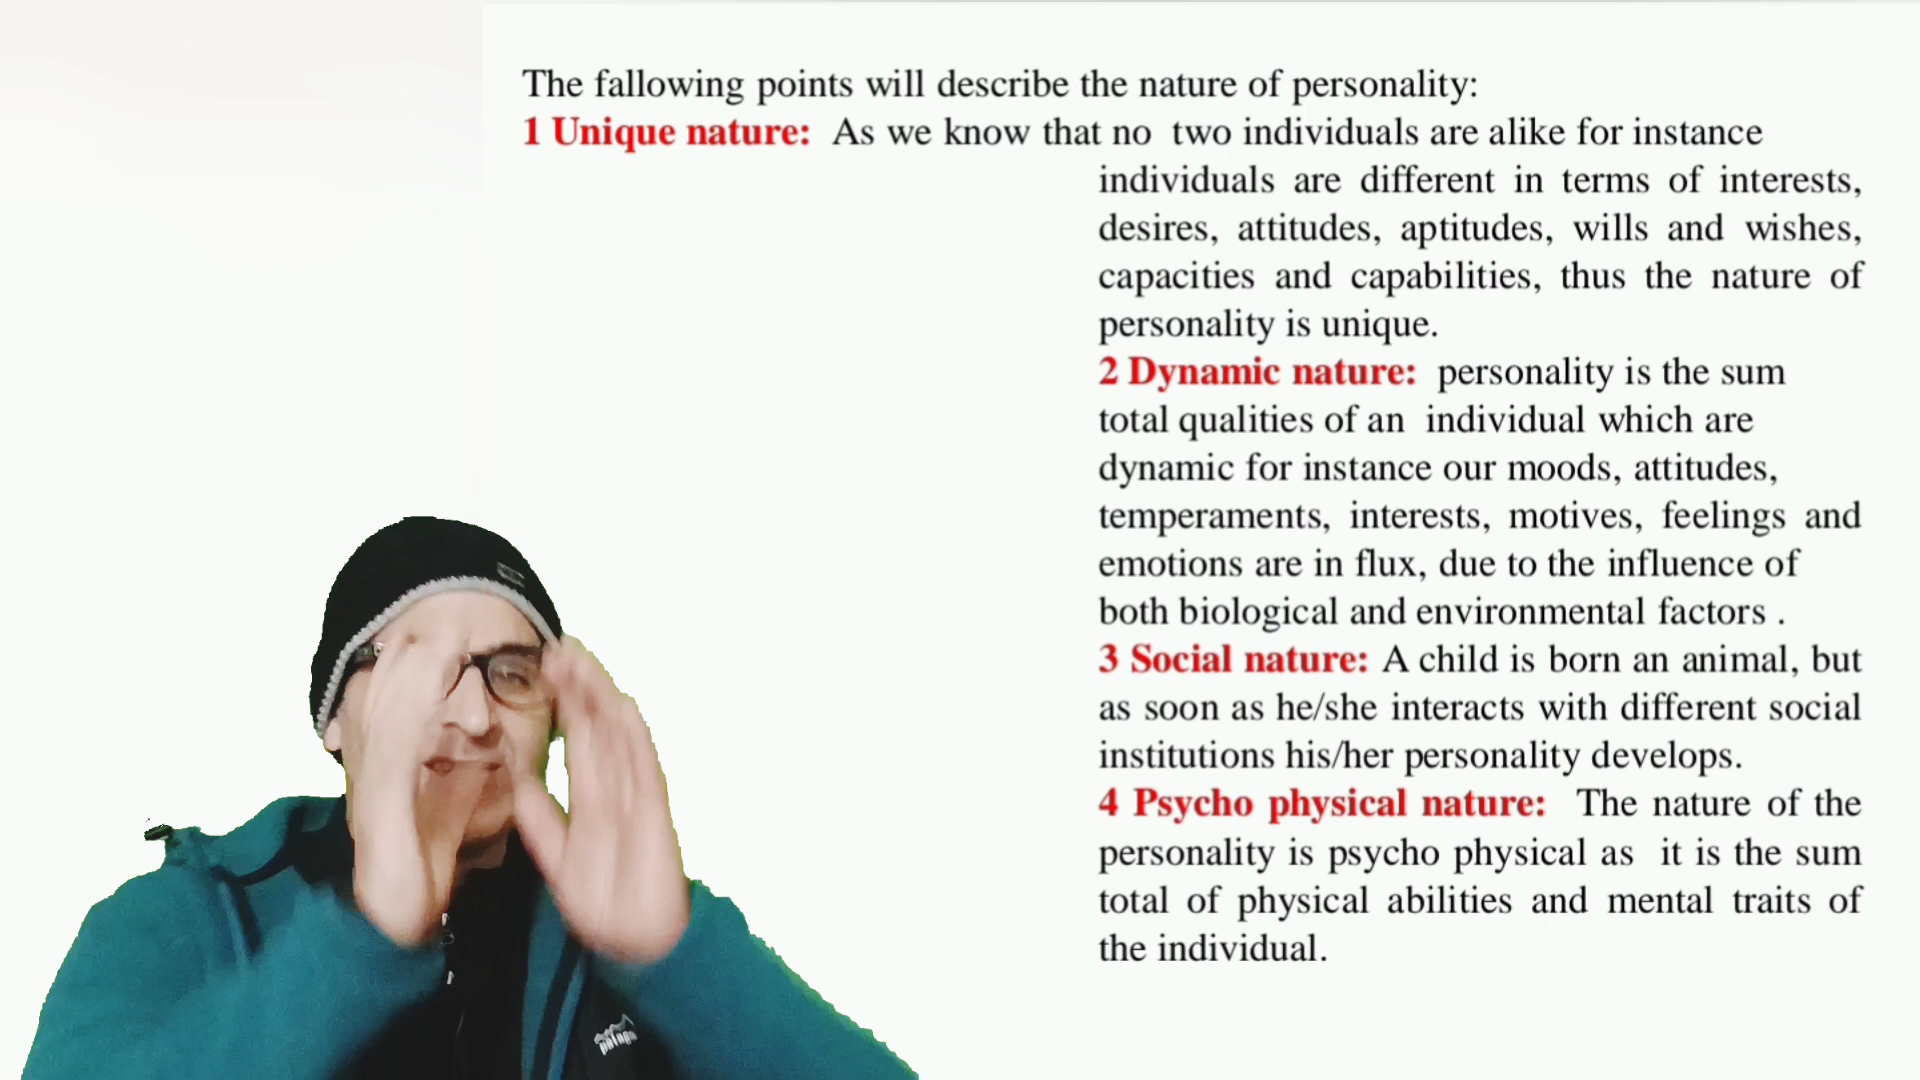 The fallowing points will describe the nature of personality:
1 Unique nature: As we know that no two individuals are alike for instance
individuals are different in terms of interests,
desires, attitudes, aptitudes, wills and wishes,
capacities and capabilities, thus the nature of
personality is unique.
2 Dynamic nature: personality is the sum
total qualities of an individual which are
dynamic for instance our moods, attitudes,
temperaments, interests, motives, feelings and
emotions are in flux, due to the influence of
both biological and environmental factors .
3 Social nature: A child is born an animal, but
as soon as he/she interacts with different social
institutions his/her personality develops.
4 Psycho physical nature: The nature of the
personality is psycho physical as it is the sum
total of physical abilities and mental traits of
the individual.